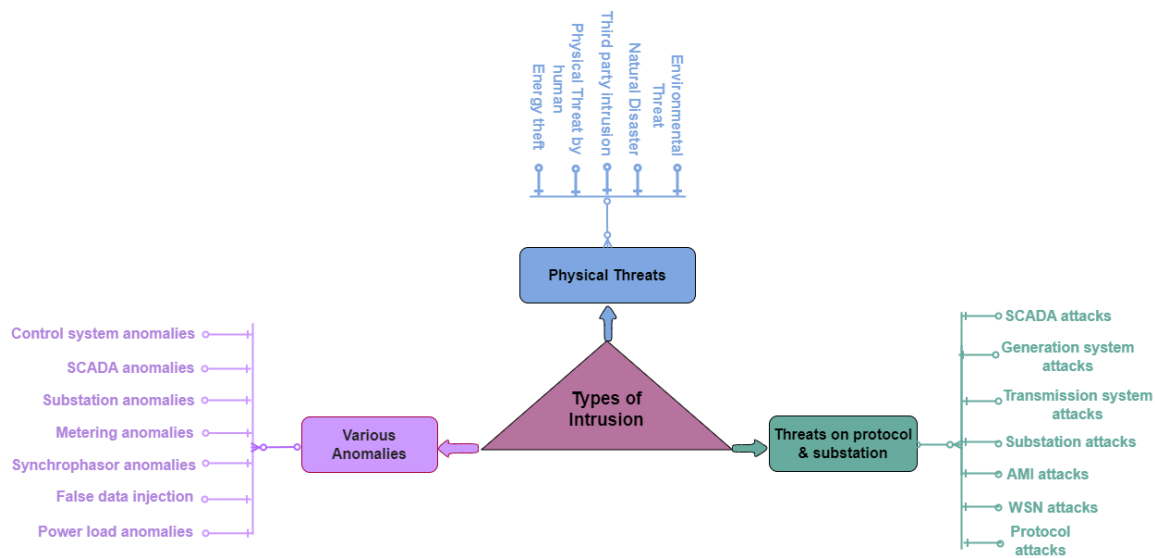 Energy theft
Physical Threat by
human
Third party intrusion
Natural Disaster
Environmental
Threat
Physical Threats
Types of
Intrusion
Various
Anomalies
Control system anomalies
SCADA anomalies
Substation anomalies
Metering anomalies
Synchrophasor anomalies
False data injection
Power load anomalies
Threats on protocol
& substation
SCADA attacks
Generation system
attacks
Transmission system
attacks
Substation attacks
AMI attacks
WSN attacks
Protocol
attacks